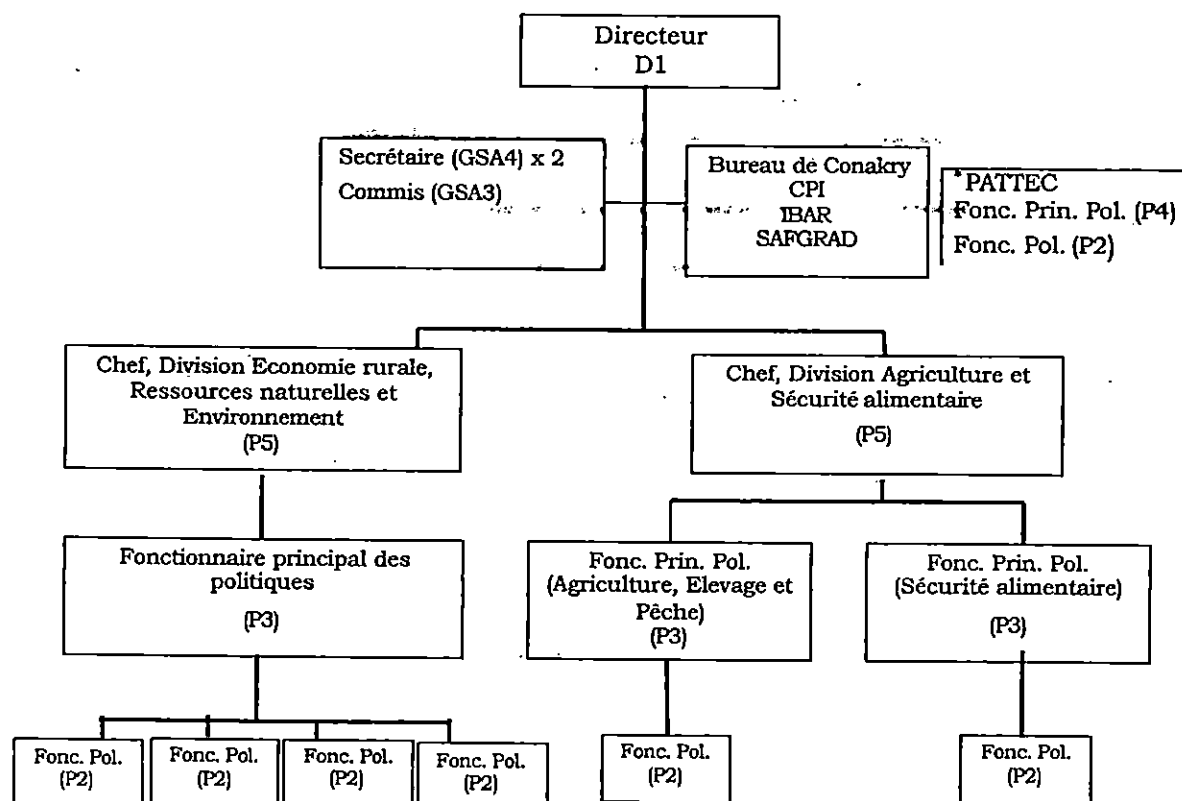 Directeur
D1
Secrétaire (GSA4) x 2
Commis (GSA3)
Bureau de Conakry
CPI
IBAR
SAFGRAD
*PATTEC
Fonc. Prin. Pol. (P4)
Fonc. Pol. (P2)
Chef, Division Economie rurale,
Ressources naturelles et
Environnement
(P5)
Chef, Division Agriculture et
Sécurité alimentaire
(P5)
Fonctionnaire principal des
politiques
(P3)
Fonc. Prin. Pol.
(Agriculture, Elevage et
Pêche)
(P3)
Fonc. Prin. Pol.
(Sécurité alimentaire)
(P3)
Fonc. Pol.
(P2)
Fonc. Pol.
(P2)
Fonc. Pol.
(P2)
Fonc. Pol.
(P2)
Fonc. Pol.
(P2)
Fonc. Pol.
(P2)